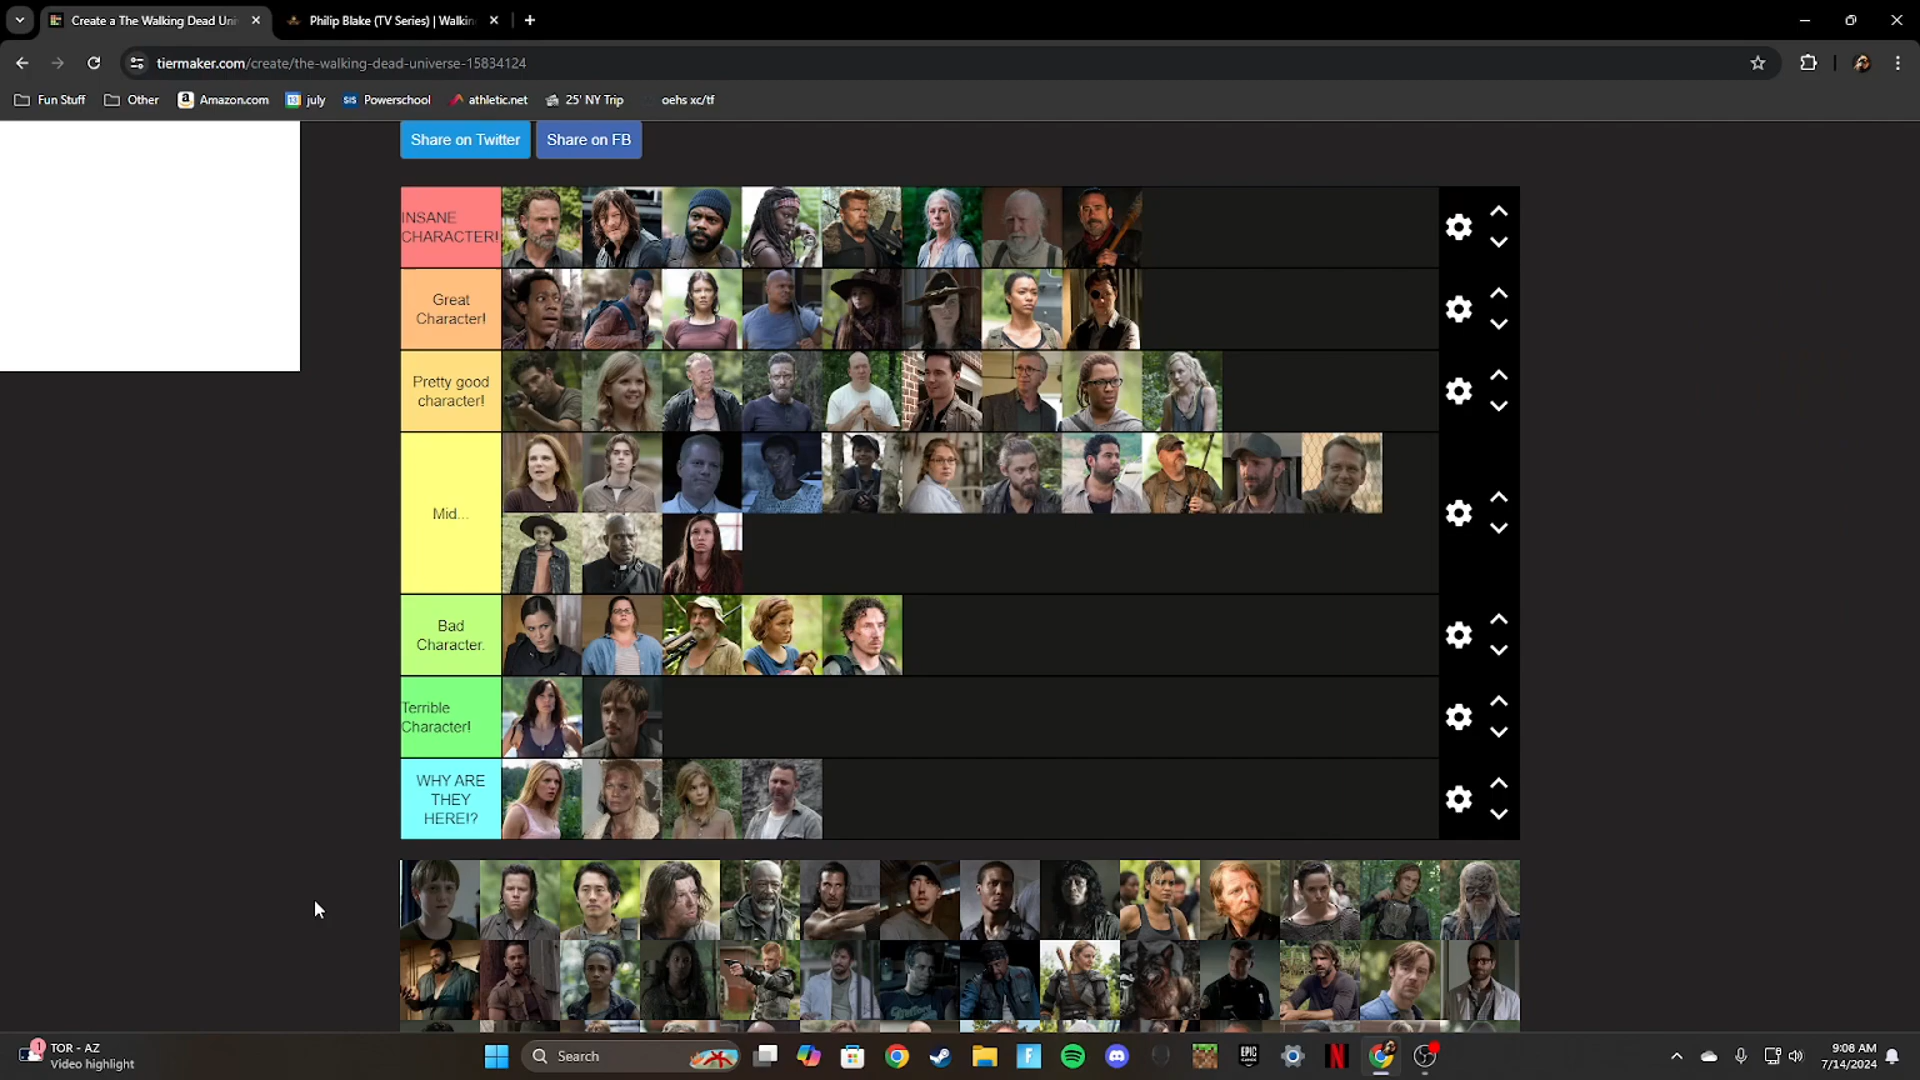 Create a The Walking Dead Uni
Philip Blake (TV Series) | Walkin
tiermaker.com/create/the-walking-dead-universe-15834124
Fun Stuff
Other
Amazon.com
july
Powerschool
athletic.net
25' NY Trip
oehs xc/tf
Share on Twitter
Share on FB
INSANE
CHARACTER!
Great
Character!
Pretty good
character!
Mid...
Bad
Character.
Terrible
Character!
WHY ARE
THEY
HERE!?
1
TOR - AZ
Video highlight
Search
EPIC
9:08 AM
7/14/2024